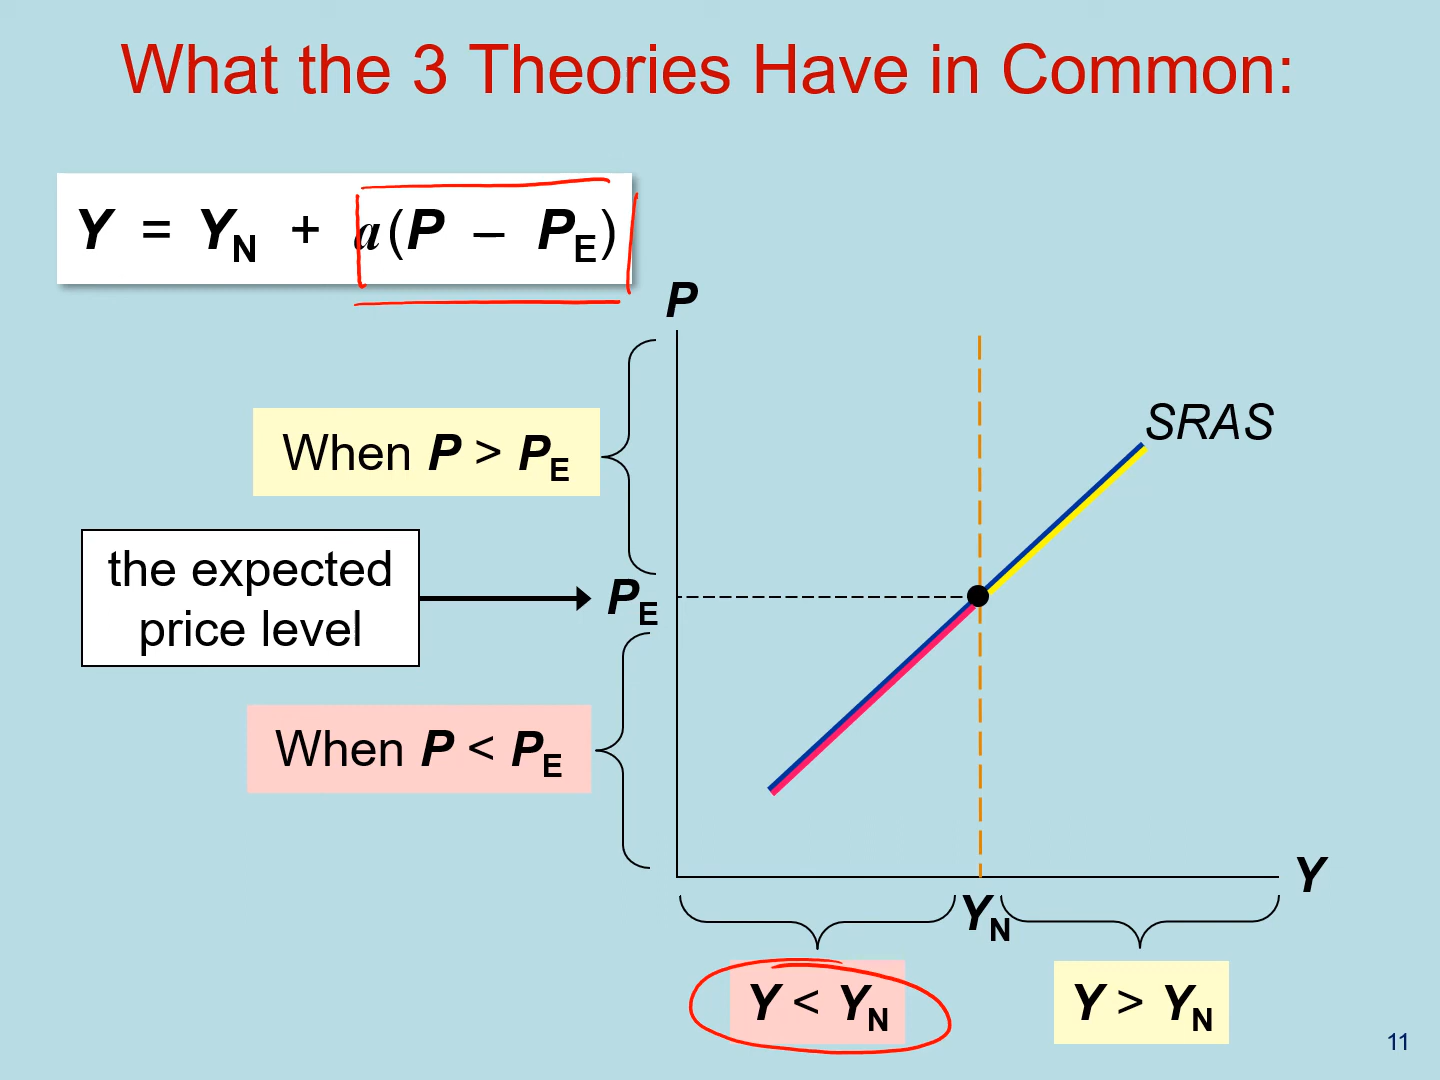 What the 3 Theories Have in Common:
Y = YN + a(P – PE)
P
SRAS
When P > PE
the expected
price level
PE
When P < PE
Y
YN
Y < YN
Y > YN
11